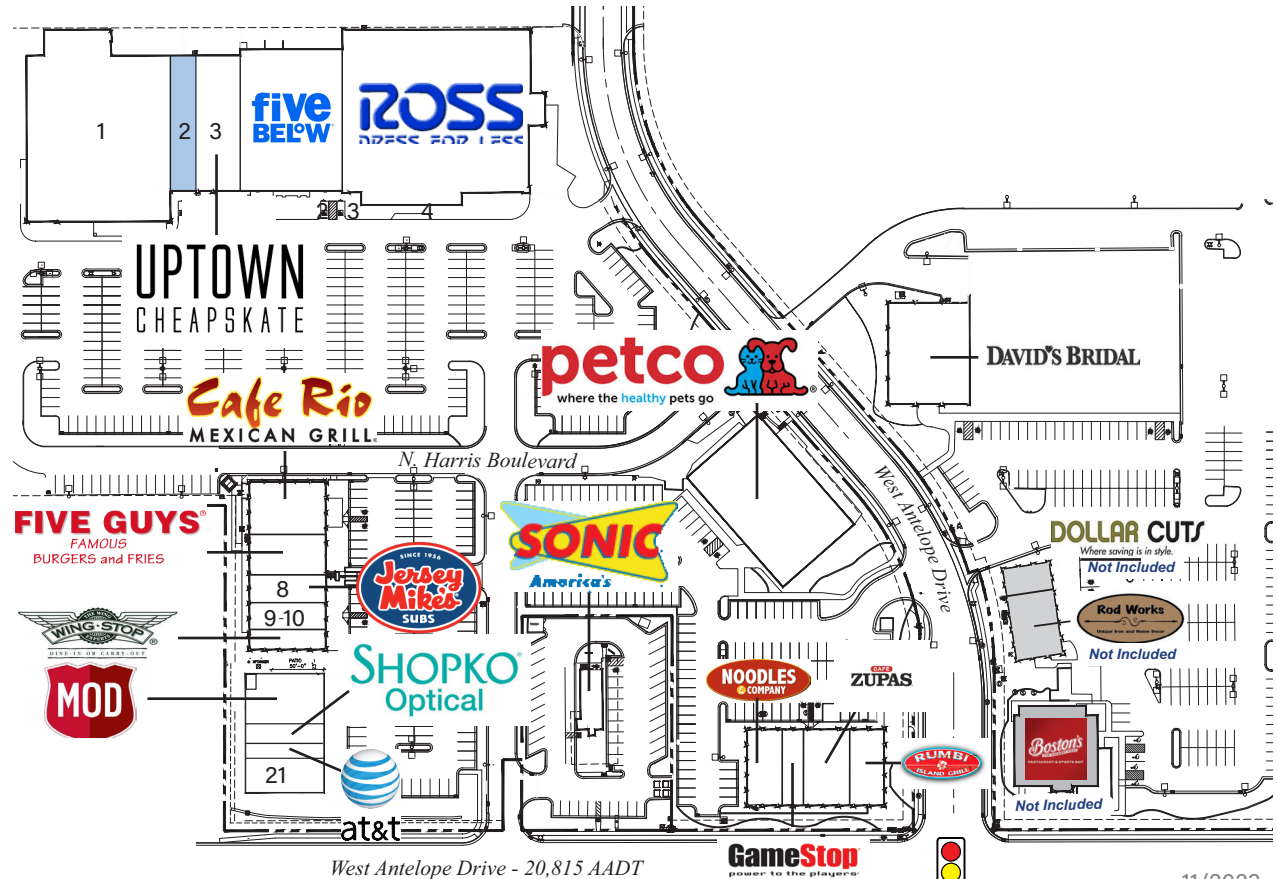 1
2
3
five
BELOW
ROSS
DRESS FOR LESS
3
4
UPTOWN
CHEAPSKATE
petco
where the healthy pets go
DAVID'S BRIDAL
Cafe Rio
MEXICAN GRILL
N. Harris Boulevard
West Antelope Drive
FIVE GUYS®
FAMOUS
BURGERS and FRIES
8
9-10
SINCE 1956
Jersey
Mike's
SUBS
SONIC
America's
DOLLAR CUTS
Where saving is in style.
Not Included
Rod Works
Unique Iron and Home Decor
Not Included
WING·STOP®
DINE-IN OR CARRY-OUT
PATIO
MOD
SHOPKO®
Optical
NOODLES
& COMPANY
CAFE
ZUPAS
RUMBI
ISLAND GRILL
Boston's
RESTAURANT & SPORTS BAR
Not Included
21
at&t
GameStop
power to the players
West Antelope Drive - 20,815 AADT